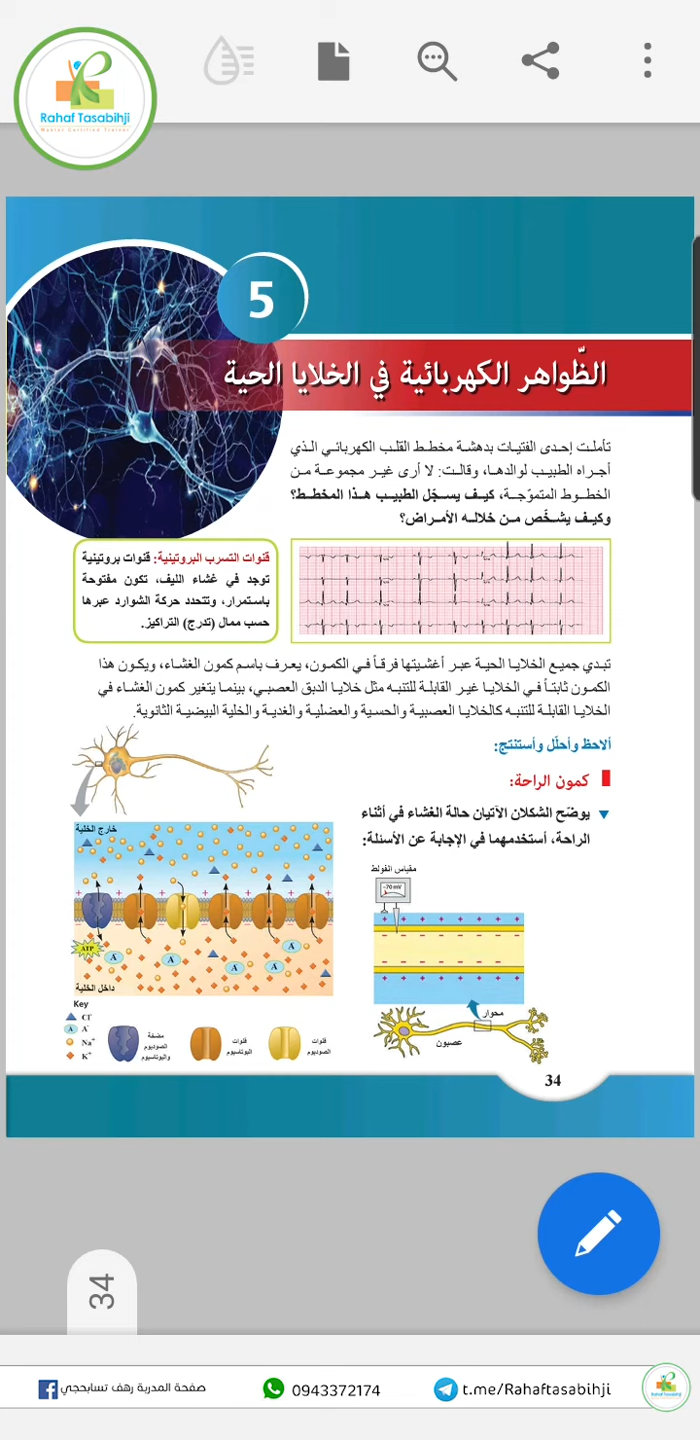 Rahaf Tasabihji
Master Certified Trainer
5
الظّواهر الكهربائية في الخلايا الحية
تأملت إحدى الفتيات بدهشة مخطط القلب الكهربائي الذي
أجراه الطبيب لوالدها، وقالت: لا أرى غير مجموعة من
الخطوط المتموّجة، كيف يسجّل الطبيب هذا المخطط؟
وكيف يشخّص من خلاله الأمراض؟
قنوات التسرب البروتينية: قنوات بروتينية
توجد في غشاء الليف، تكون مفتوحة
باستمرار، وتتحدد حركة الشوارد عبرها
حسب ممال (تدرج) التراكيز.
تبدي جميع الخلايا الحية عبر أغشيتها فرقاً في الكمون، يعرف باسم كمون الغشاء، ويكون هذا
الكمون ثابتاً في الخلايا غير القابلة للتنبه مثل خلايا الدبق العصبي، بينما يتغير كمون الغشاء في
الخلايا القابلة للتنبه كالخلايا العصبية والحسية والعضلية والغدية والخلية البيضية الثانوية.
ألاحظ وأحلّل وأستنتج:
كمون الراحة:
يوضّح الشكلان الآتيان حالة الغشاء في أثناء
الراحة، أستخدمهما في الإجابة عن الأسئلة:
مقياس الفولط
-70 mV
محوار
عصبون
خارج الخلية
ATP
A⁻
A⁻
A⁻
A⁻
A⁻
داخل الخلية
Key
Cl⁻
A A⁻
Na⁺
K⁺
مضخة
الصوديوم
والبوتاسيوم
قنوات
البوتاسيوم
قنوات
الصوديوم
34
34
صفحة المدربة رهف تسابحجي
0943372174
t.me/Rahaftasabihji
Rahaf Tasabihji